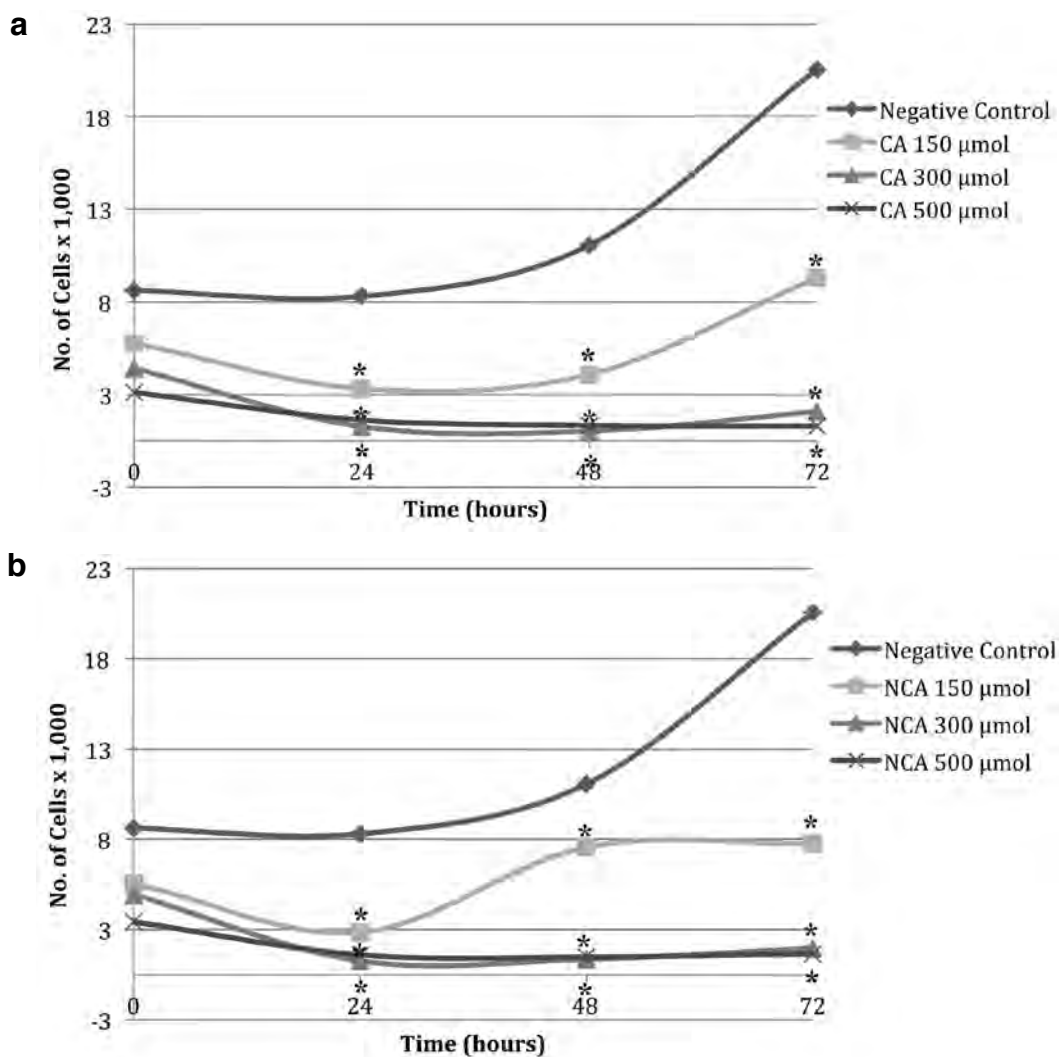 a
23
18
13
8
3
-3
No. of Cells x 1,000
0 24 48 72
Time (hours)
Negative Control
CA 150 µmol
CA 300 µmol
CA 500 µmol
* * *
* * *
* * *
b
23
18
13
8
3
-3
No. of Cells x 1,000
0 24 48 72
Time (hours)
Negative Control
NCA 150 µmol
NCA 300 µmol
NCA 500 µmol
* * *
* * *
* * *